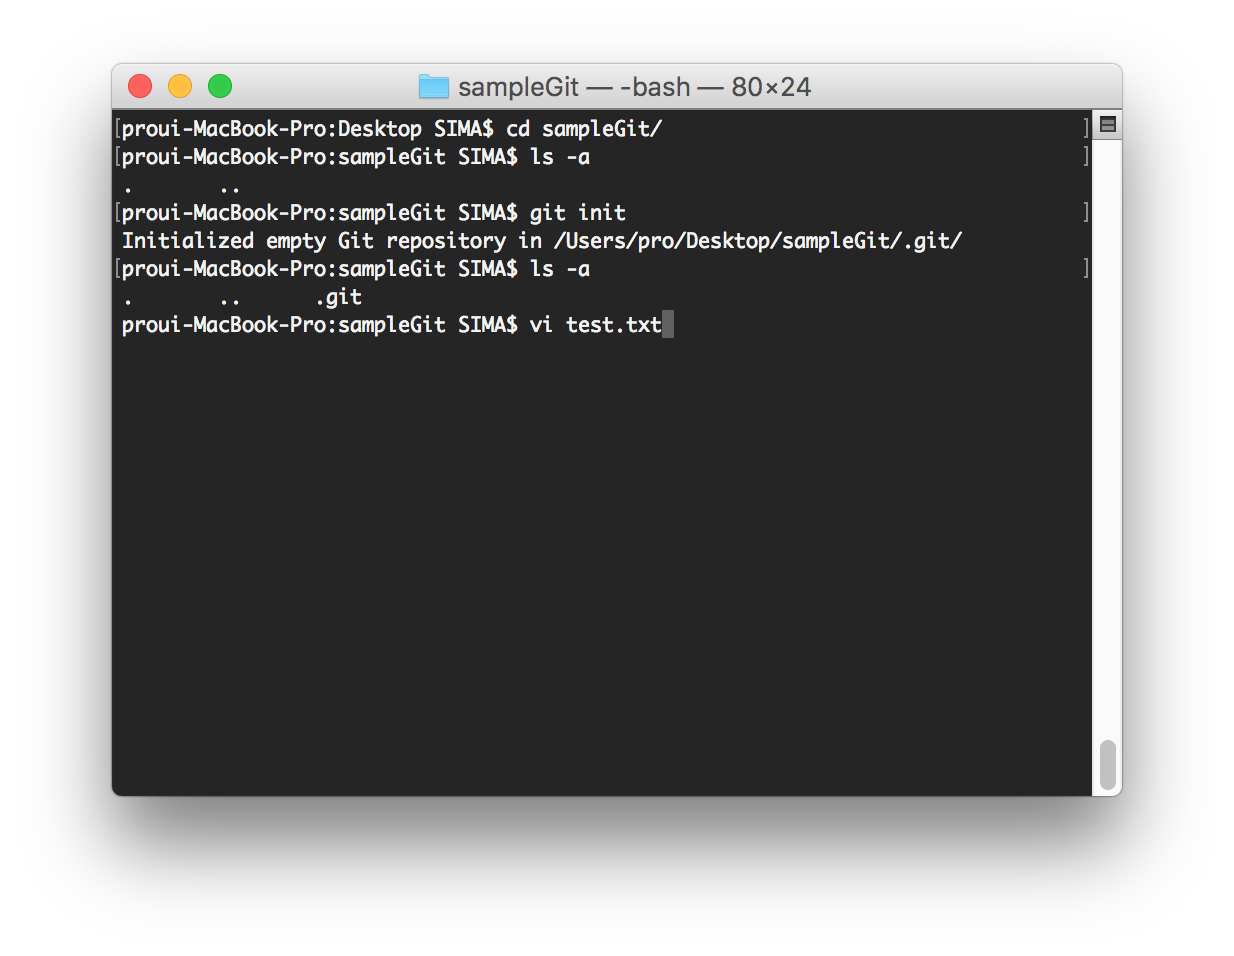 sampleGit — -bash — 80×24
[proui-MacBook-Pro:Desktop SIMA$ cd sampleGit/ ]
[proui-MacBook-Pro:sampleGit SIMA$ ls -a ]
. ..
[proui-MacBook-Pro:sampleGit SIMA$ git init ]
Initialized empty Git repository in /Users/pro/Desktop/sampleGit/.git/
[proui-MacBook-Pro:sampleGit SIMA$ ls -a ]
. .. .git
proui-MacBook-Pro:sampleGit SIMA$ vi test.txt